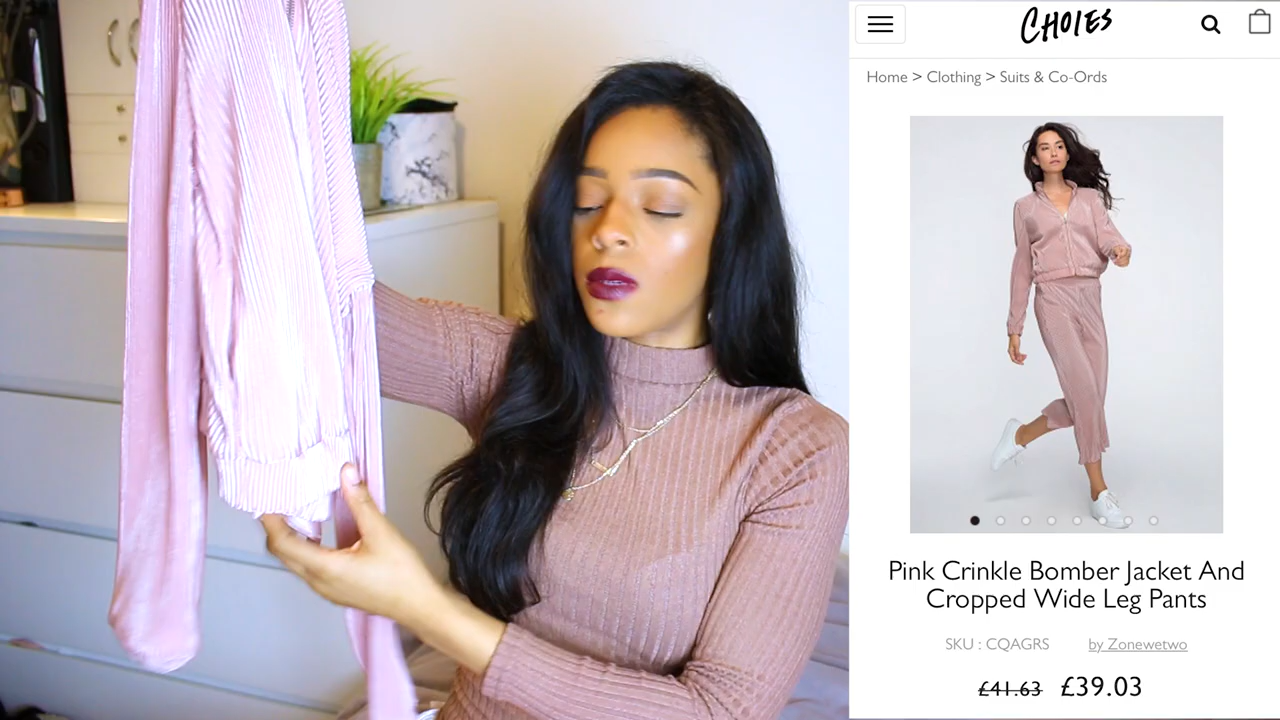 CHOIES
Home > Clothing > Suits & Co-Ords
Pink Crinkle Bomber Jacket And
Cropped Wide Leg Pants
SKU : CQAGRS by Zonewetwo
£41.63 £39.03